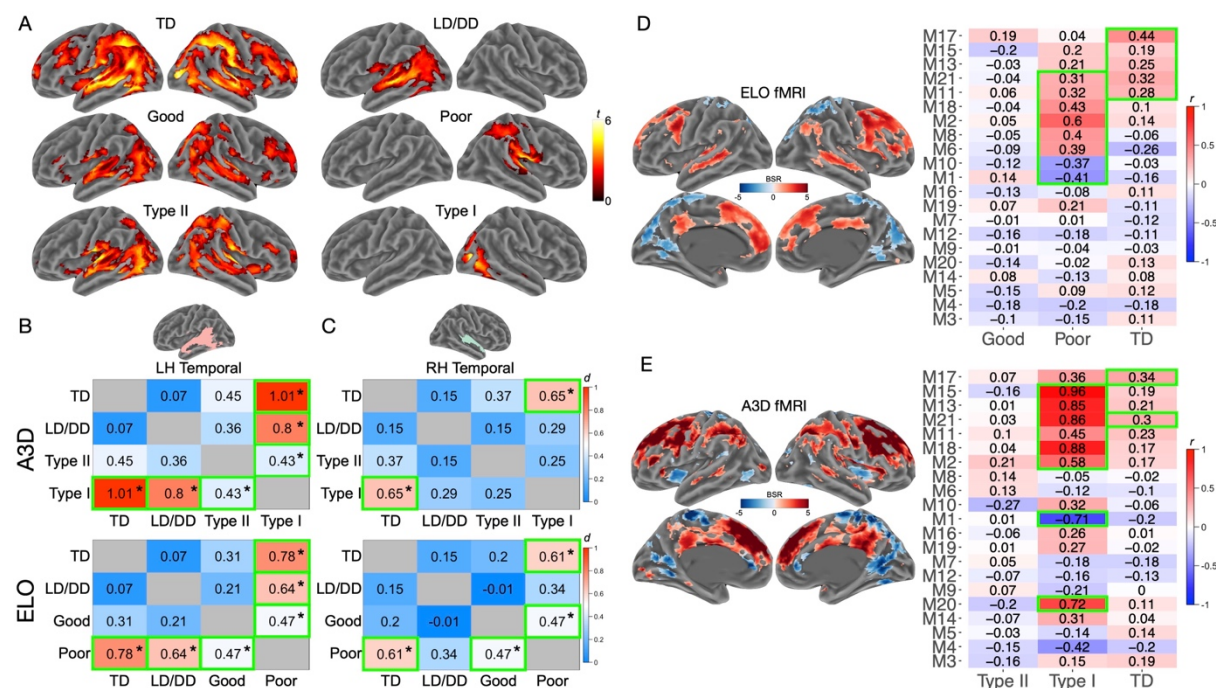 A
TD
LD/DD
Good
Poor
Type II
Type I
t
6
0
B
LH Temporal
A3D
TD 0.07 0.45 1.01*
LD/DD 0.07 0.36 0.8*
Type II 0.45 0.36 0.43*
Type I 1.01* 0.8* 0.43*
TD LD/DD Type II Type I
ELO
TD 0.07 0.31 0.78*
LD/DD 0.07 0.21 0.64*
Good 0.31 0.21 0.47*
Poor 0.78* 0.64* 0.47*
TD LD/DD Good Poor
C
RH Temporal
TD 0.15 0.37 0.65*
LD/DD 0.15 0.15 0.29
Type II 0.37 0.15 0.25
Type I 0.65* 0.29 0.25
TD LD/DD Type II Type I
d
1
0.8
0.6
0.4
0.2
0
TD 0.15 0.2 0.61*
LD/DD 0.15 -0.01 0.34
Good 0.2 -0.01 0.47*
Poor 0.61* 0.34 0.47*
TD LD/DD Good Poor
d
1
0.8
0.6
0.4
0.2
0
D
ELO fMRI
BSR
-5 5
M17 0.19 0.04 0.44
M15 −0.2 0.2 0.19
M13 −0.03 0.21 0.25
M21 −0.04 0.31 0.32
M11 0.06 0.32 0.28
M18 −0.04 0.43 0.1
M2 0.05 0.6 0.14
M8 −0.05 0.4 −0.06
M6 −0.09 0.39 −0.26
M10 −0.12 −0.37 −0.03
M1 0.14 −0.41 −0.16
M16 −0.13 −0.08 0.11
M19 0.07 0.21 −0.11
M7 −0.01 0.01 −0.12
M12 −0.16 −0.18 −0.11
M9 −0.01 −0.04 −0.03
M20 −0.14 −0.02 0.13
M14 0.08 −0.13 0.08
M5 −0.15 0.09 0.12
M4 −0.18 −0.2 −0.18
M3 −0.1 −0.15 0.11
Good Poor TD
r
1
0
−1
E
A3D fMRI
BSR
-5 5
M17 0.07 0.36 0.34
M15 −0.16 0.96 0.19
M13 0.01 0.85 0.21
M21 0.03 0.86 0.3
M11 0.1 0.45 0.23
M18 0.04 0.88 0.17
M2 0.21 0.58 0.17
M8 0.14 −0.05 −0.02
M6 0.13 −0.12 −0.1
M10 −0.27 0.32 −0.06
M1 0.01 −0.71 −0.2
M16 −0.06 0.26 0.01
M19 0.01 0.27 −0.02
M7 0.05 −0.18 −0.18
M12 −0.07 −0.16 −0.13
M9 0.07 −0.21 0
M20 −0.2 0.72 0.11
M14 −0.07 0.31 0.04
M5 −0.03 −0.14 0.14
M4 −0.15 −0.42 −0.2
M3 −0.16 0.15 0.19
Type II Type I TD
r
1
0
−1